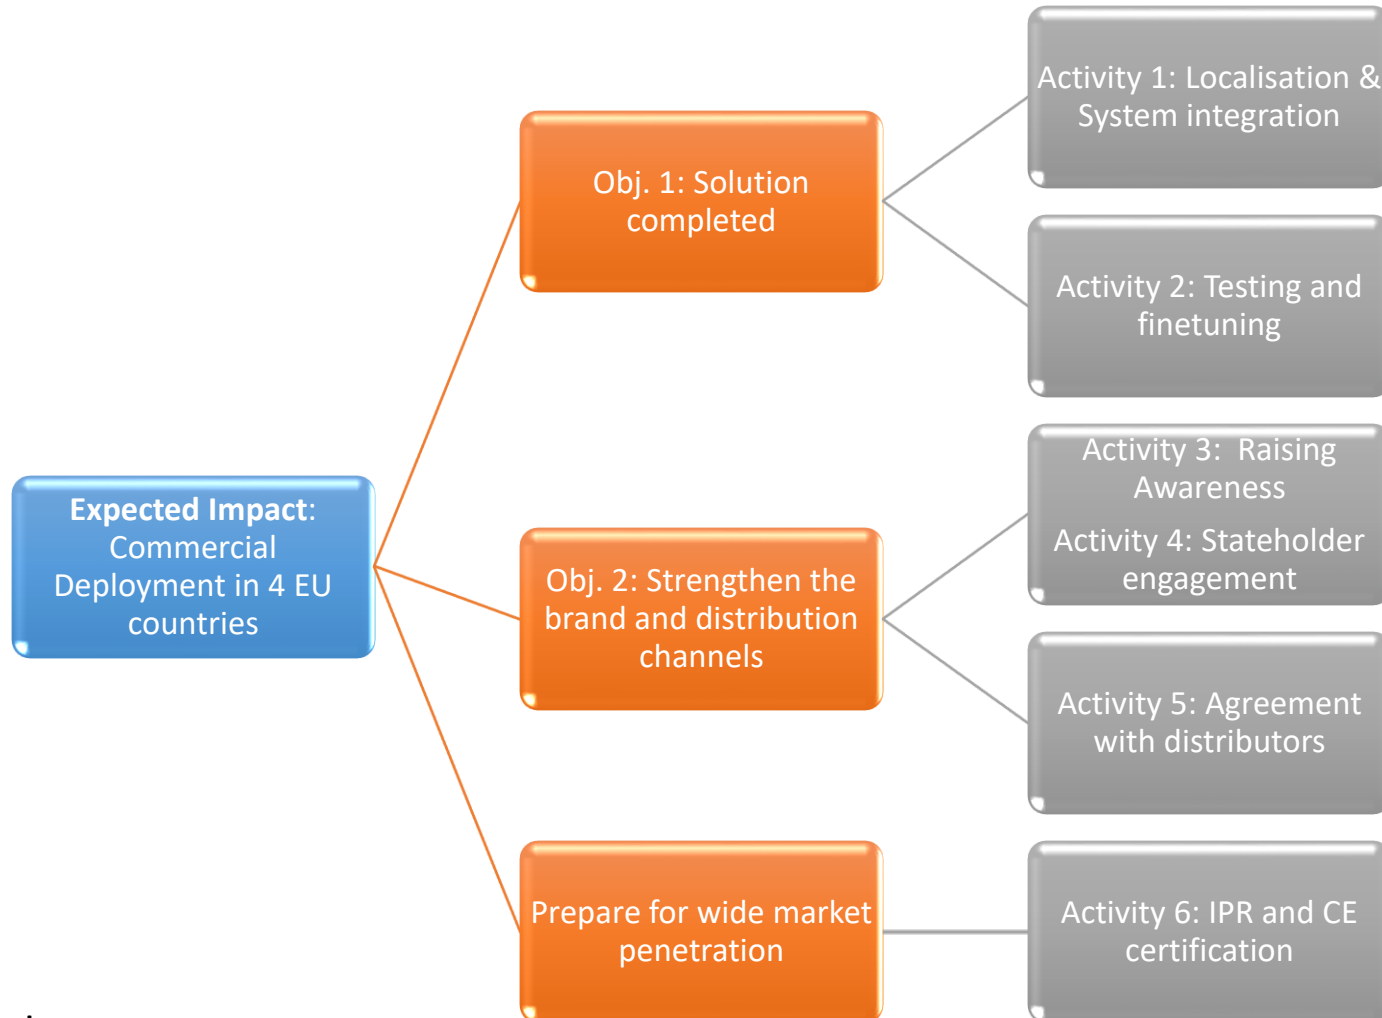 Expected Impact:
Commercial
Deployment in 4 EU
countries
Obj. 1: Solution
completed
Activity 1: Localisation &
System integration
Activity 2: Testing and
finetuning
Obj. 2: Strengthen the
brand and distribution
channels
Activity 3:  Raising
Awareness
Activity 4: Stateholder
engagement
Activity 5: Agreement
with distributors
Prepare for wide market
penetration
Activity 6: IPR and CE
certification